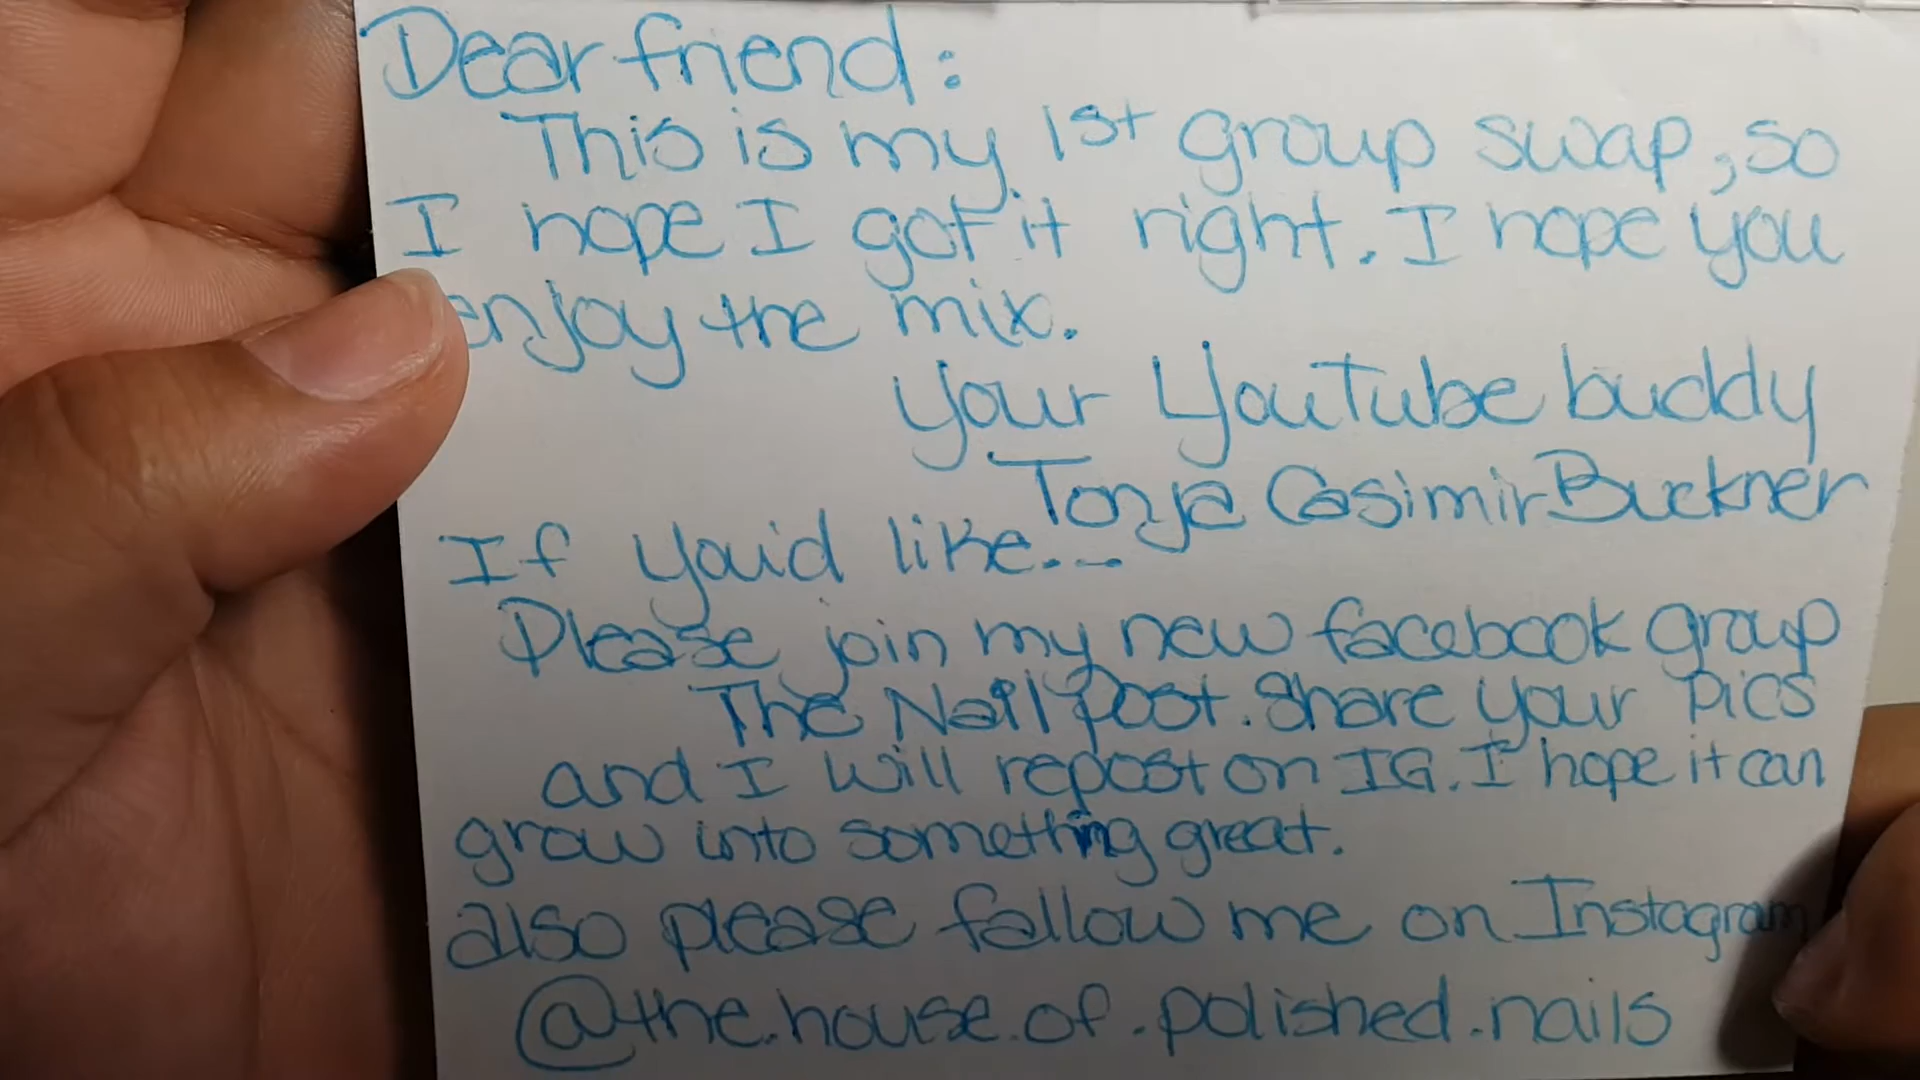 Dear friend:
This is my 1st group swap, so
I hope I got it right. I hope you
enjoy the mix.
Your YouTube buddy
Tonja Casimir Buckner
If you'd like...
Please join my new facebook group
The Nail Post. Share your pics
and I will repost on IG. I hope it can
grow into something great.
also please follow me on Instagram
@the.house.of.polished.nails